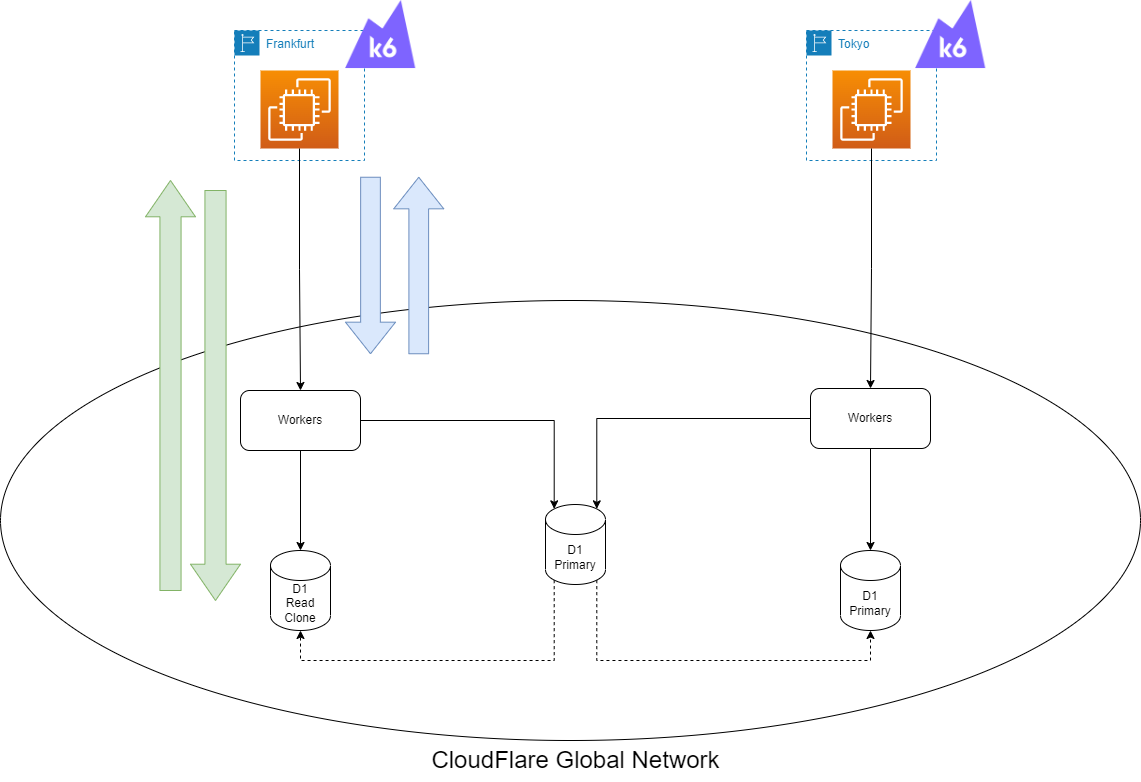 Frankfurt
k6
Tokyo
k6
Workers
Workers
D1
Primary
D1
Read
Clone
D1
Primary
CloudFlare Global Network